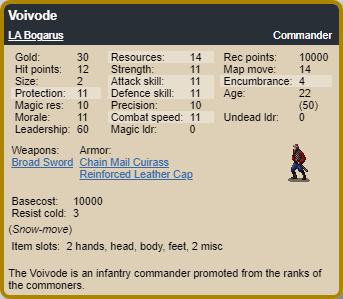 Voivode
LA Bogarus Commander
Gold: 30 Resources: 14 Rec points: 10000
Hit points: 12 Strength: 11 Map move: 14
Size: 2 Attack skill: 11 Encumbrance: 4
Protection: 11 Defence skill: 11 Age: 22
Magic res: 10 Precision: 10 (50)
Morale: 11 Combat speed: 11 Undead ldr: 0
Leadership: 60 Magic ldr: 0
Weapons: Armor:
Broad Sword Chain Mail Cuirass
Reinforced Leather Cap
Basecost: 10000
Resist cold: 3
(Snow-move)
Item slots: 2 hands, head, body, feet, 2 misc
The Voivode is an infantry commander promoted from the ranks of
the commoners.